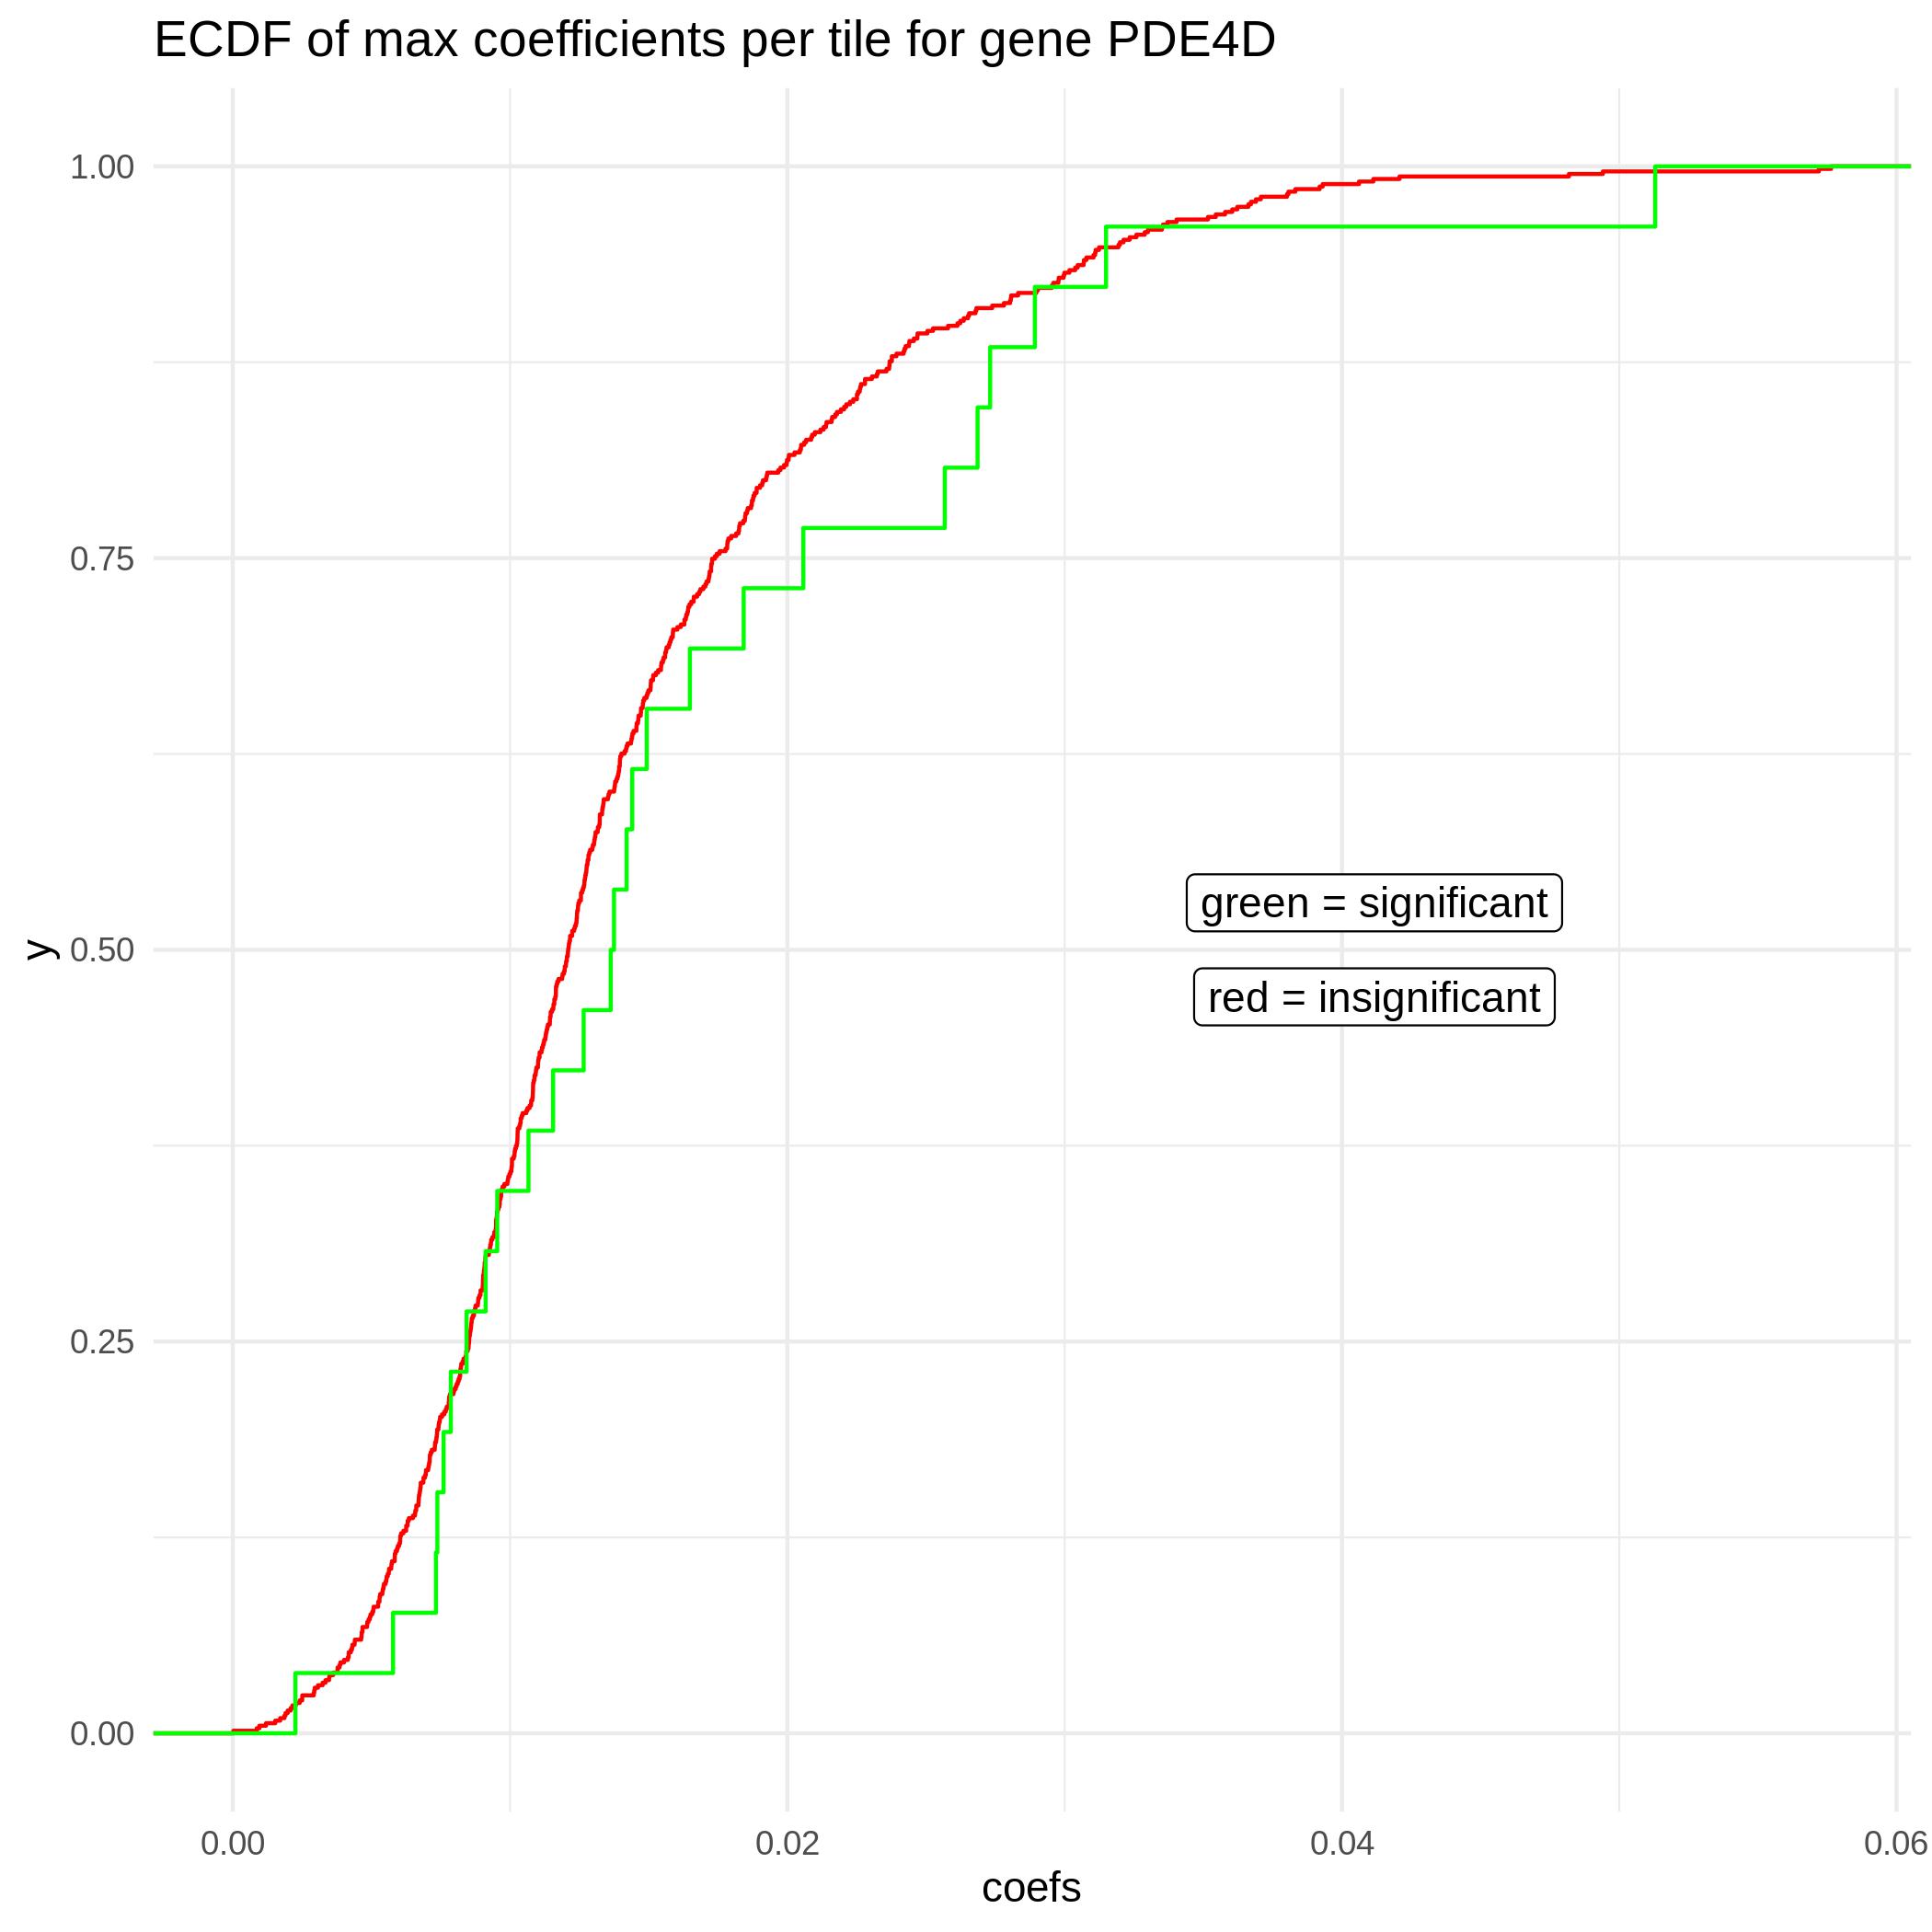 ECDF of max coefficients per tile for gene PDE4D
1.00
0.75
0.50
0.25
0.00
y
green = significant
red = insignificant
0.00
0.02
0.04
0.06
coefs